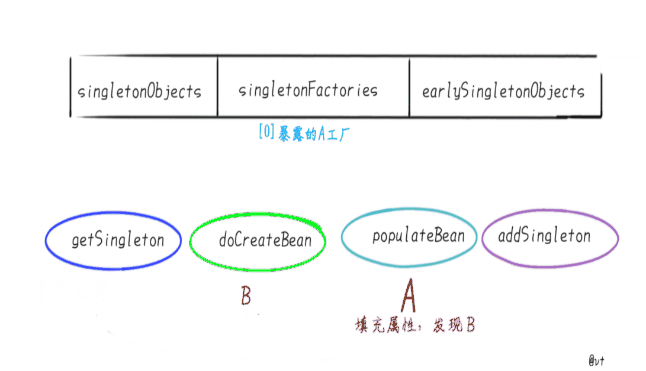 singletonObjects singletonFactories earlySingletonObjects
[0]暴露的A工厂
getSingleton doCreateBean populateBean addSingleton
B A
填充属性，发现B
@vt